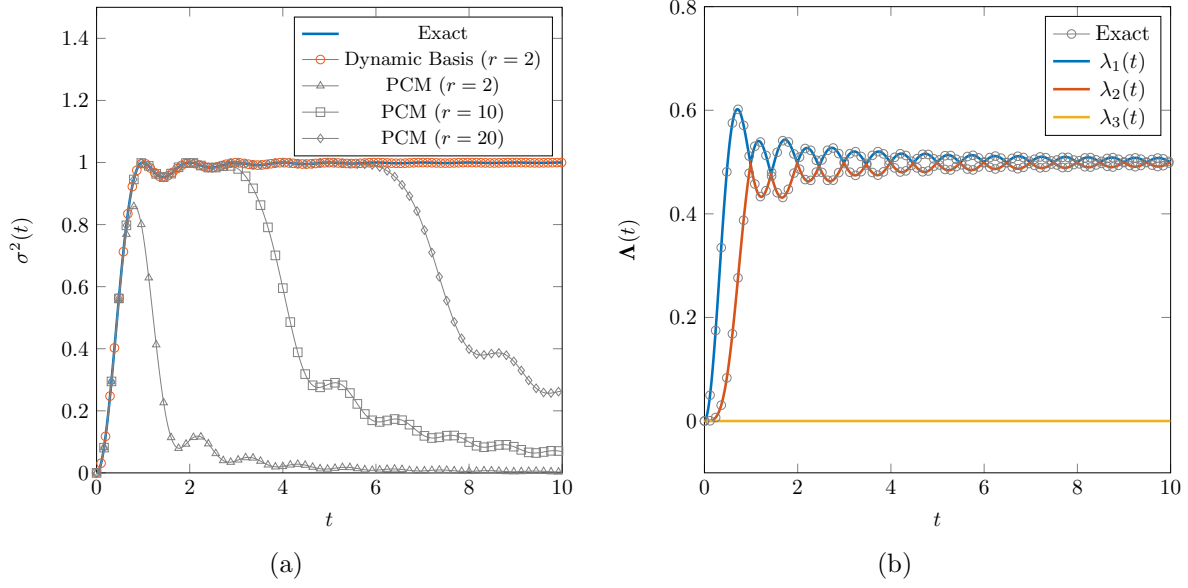 1.4
1.2
1
0.8
0.6
0.4
0.2
0
σ²(t)
0 2 4 6 8 10
t
Exact
Dynamic Basis (r = 2)
PCM (r = 2)
PCM (r = 10)
PCM (r = 20)
(a)
0.8
0.6
0.4
0.2
0
Λ(t)
0 2 4 6 8 10
t
Exact
λ₁(t)
λ₂(t)
λ₃(t)
(b)